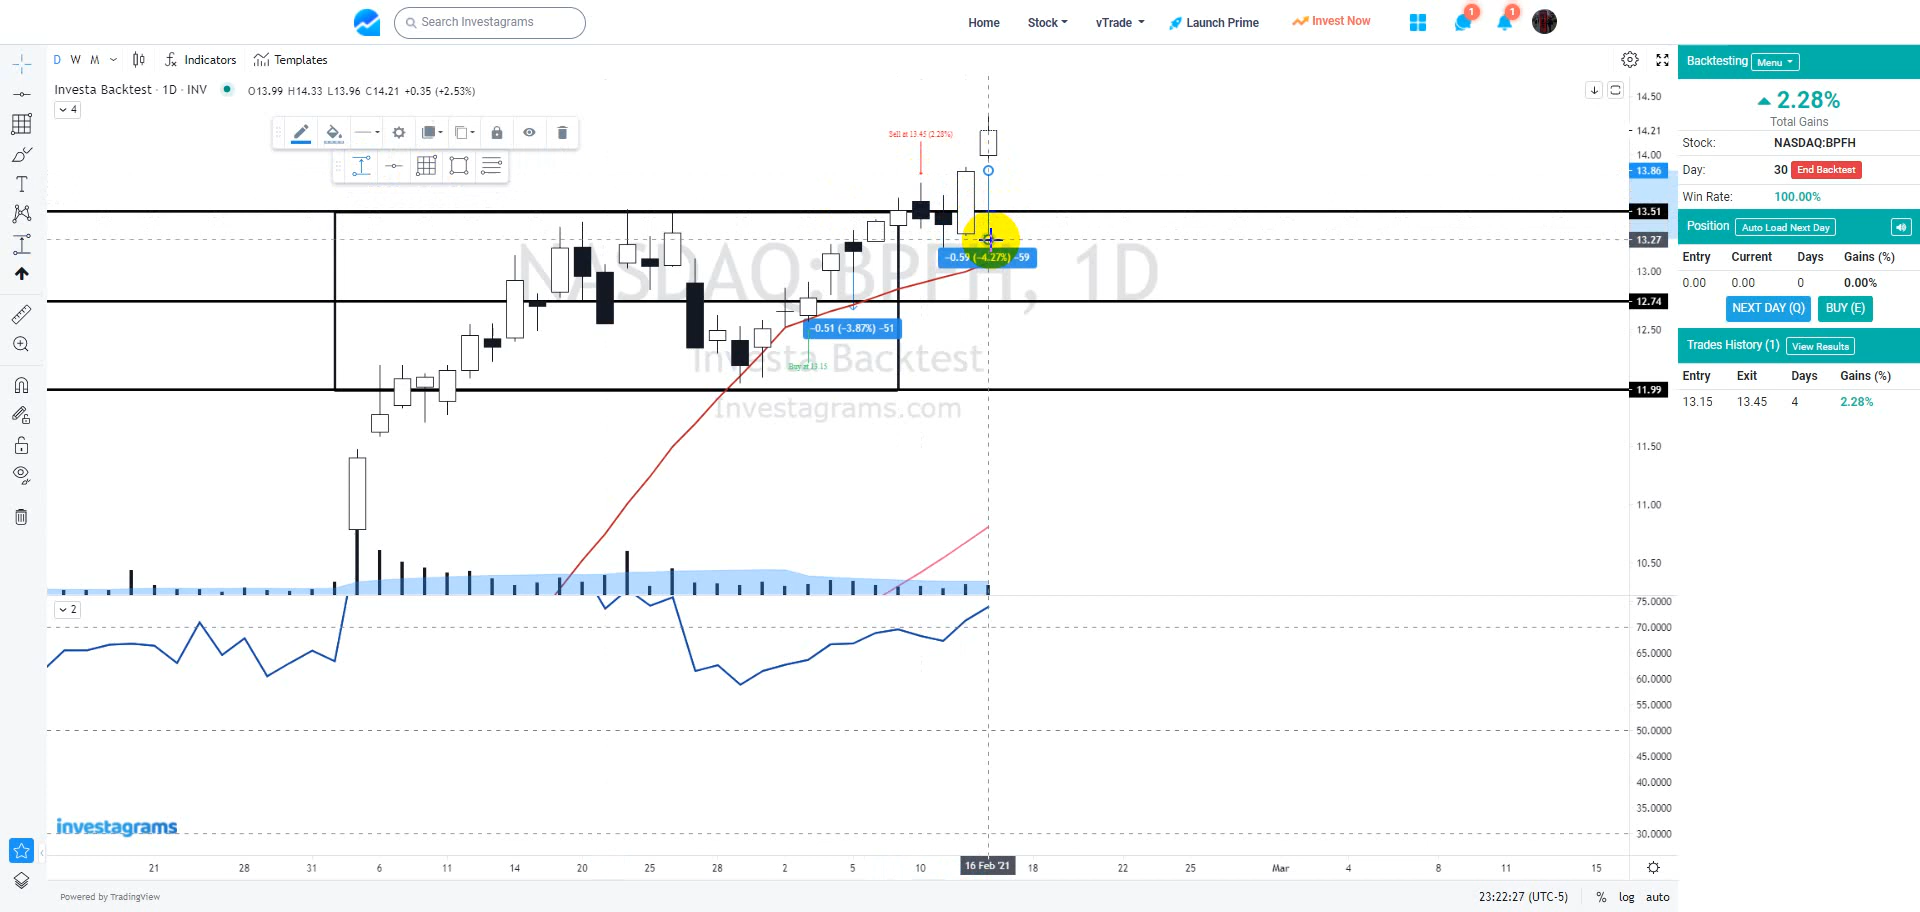 Search Investagrams
Home
Stock
vTrade
Launch Prime
Invest Now
1
1
D W M
Indicators
Templates
Investa Backtest · 1D · INV
O13.99 H14.33 L13.96 C14.21 +0.35 (+2.53%)
4
Sell at 13.45 (2.28%)
−0.59 (−4.27%) −59
−0.51 (−3.87%) −51
Buy at 13.15
NASDAQ:BPFH, 1D
Investa Backtest
Investagrams.com
14.50
14.21
14.00
13.86
13.51
13.27
13.00
12.74
12.50
11.99
11.50
11.00
10.50
2
75.0000
70.0000
65.0000
60.0000
55.0000
50.0000
45.0000
40.0000
35.0000
30.0000
investagrams
21 28 31 6 11 14 20 25 28 2 5 10 16 Feb '21 18 22 25 Mar 4 8 11 15
Powered by TradingView
23:22:27 (UTC-5)
% log auto
Backtesting Menu
2.28%
Total Gains
Stock: NASDAQ:BPFH
Day: 30 End Backtest
Win Rate: 100.00%
Position Auto Load Next Day
Entry Current Days Gains (%)
0.00 0.00 0 0.00%
NEXT DAY (Q) BUY (E)
Trades History (1) View Results
Entry Exit Days Gains (%)
13.15 13.45 4 2.28%